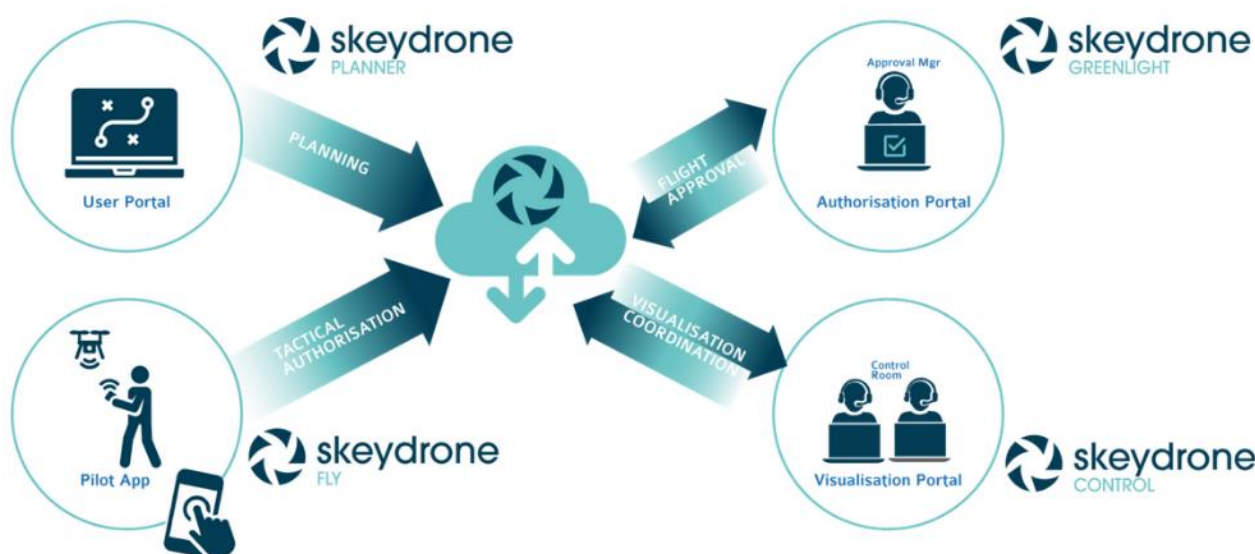 skeydrone
PLANNER
User Portal
PLANNING
skeydrone
GREENLIGHT
Approval Mgr
Authorisation Portal
FLIGHT
APPROVAL
TACTICAL
AUTHORISATION
VISUALISATION
COORDINATION
Pilot App
skeydrone
FLY
Control
Room
Visualisation Portal
skeydrone
CONTROL